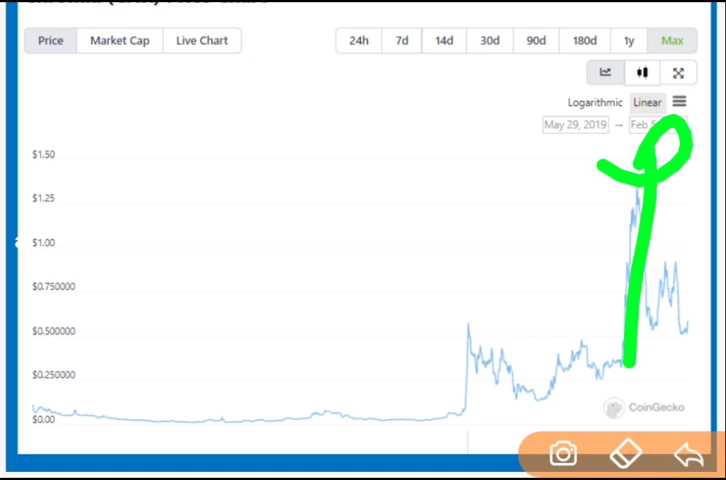 Price Market Cap Live Chart 24h 7d 14d 30d 90d 180d 1y Max
Logarithmic Linear
May 29, 2019 → Feb
$1.50
$1.25
$1.00
$0.750000
$0.500000
$0.250000
$0.00
CoinGecko